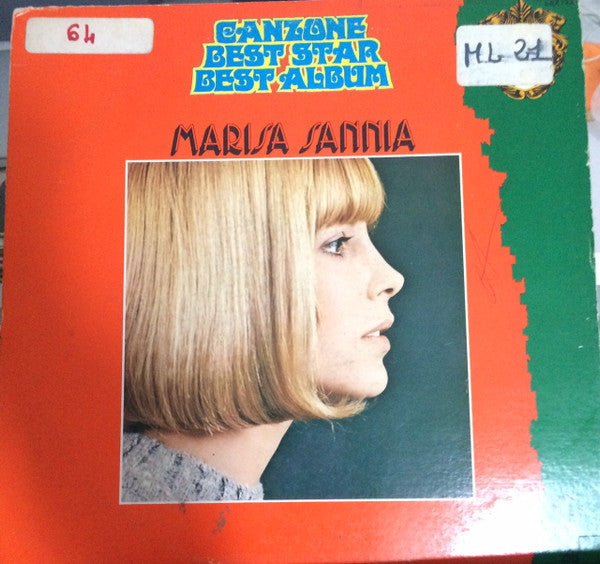 64
CANZONE
BEST STAR
BEST ALBUM
ML 21
MARISA SANNIA